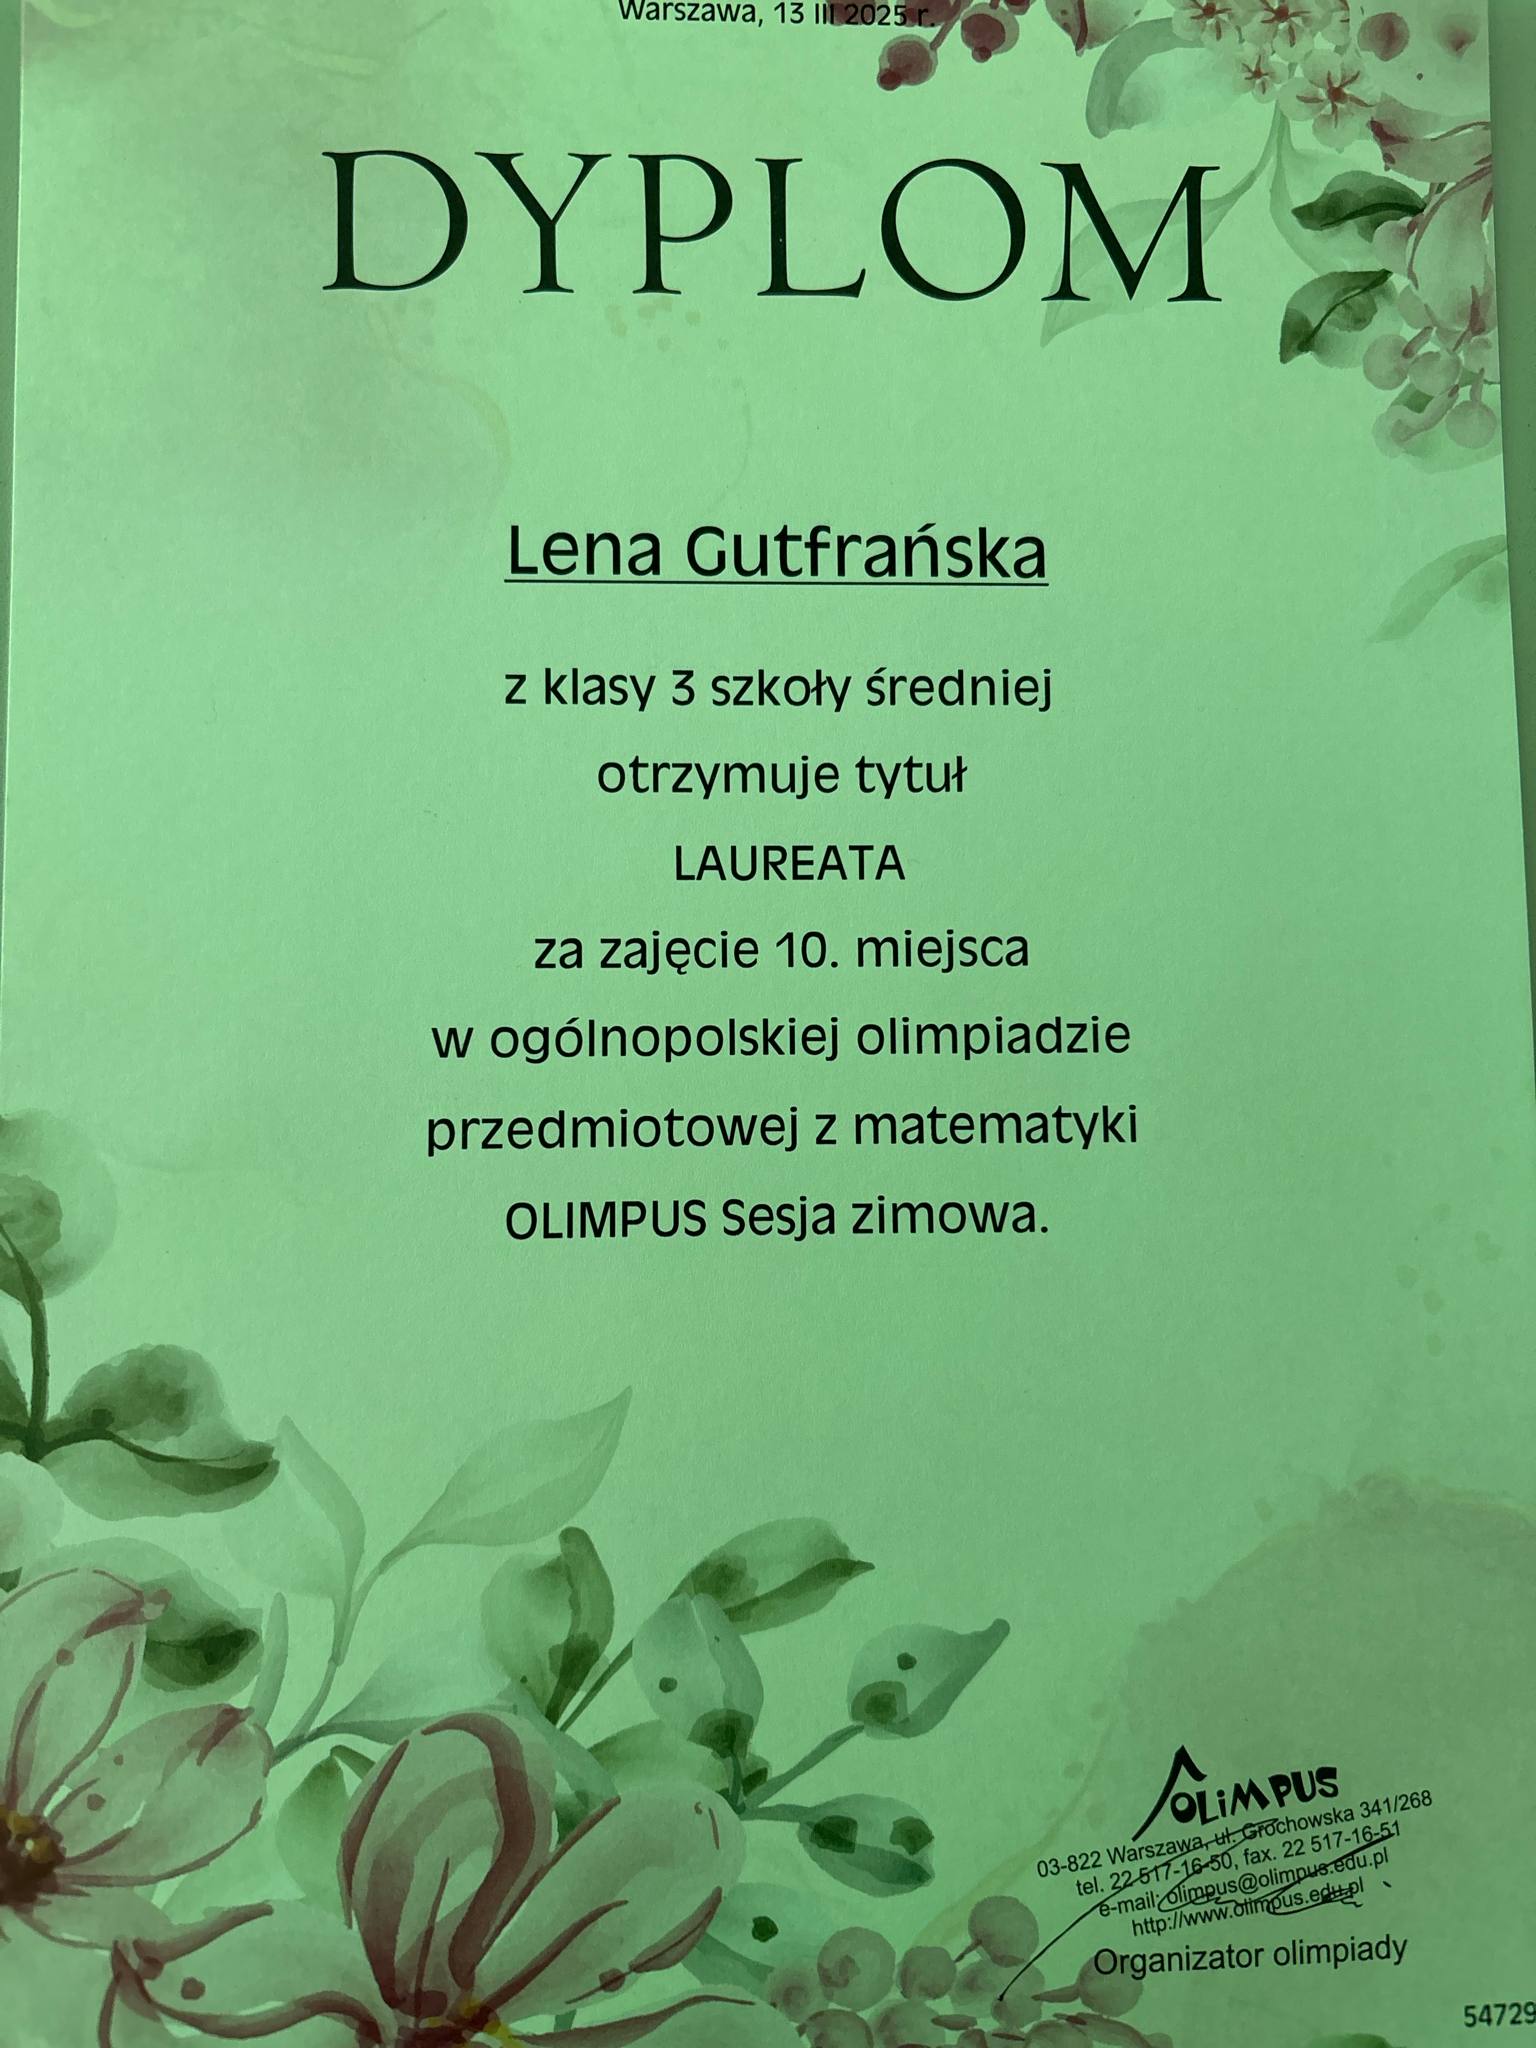 Warszawa, 13 III 2025 r.
DYPLOM
Lena Gutfrańska
z klasy 3 szkoły średniej
otrzymuje tytuł
LAUREATA
za zajęcie 10. miejsca
w ogólnopolskiej olimpiadzie
przedmiotowej z matematyki
OLIMPUS Sesja zimowa.
OLiMPUS
03-822 Warszawa, ul. Grochowska 341/268
tel. 22 517-16-50, fax. 22 517-16-51
e-mail: olimpus@olimpus.edu.pl
http://www.olimpus.edu.pl
Organizator olimpiady
54729